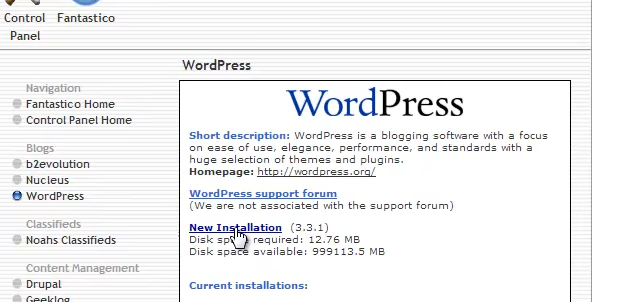 Control Fantastico
Panel
WordPress
Navigation
Fantastico Home
Control Panel Home
Blogs
b2evolution
Nucleus
WordPress
Classifieds
Noahs Classifieds
Content Management
Drupal
Geeklog
WordPress
Short description: WordPress is a blogging software with a focus
on ease of use, elegance, performance, and standards with a
huge selection of themes and plugins.
Homepage: http://wordpress.org/
WordPress support forum
(We are not associated with the support forum)
New Installation (3.3.1)
Disk space required: 12.76 MB
Disk space available: 999113.5 MB
Current installations: